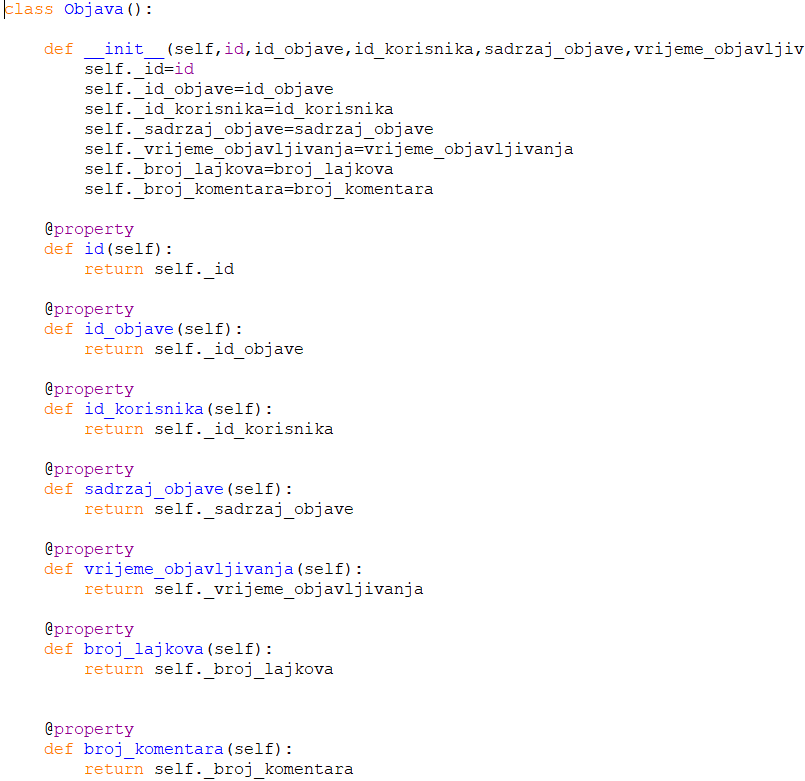 class Objava():
def __init__(self,id,id_objave,id_korisnika,sadrzaj_objave,vrijeme_objavljiv
self._id=id
self._id_objave=id_objave
self._id_korisnika=id_korisnika
self._sadrzaj_objave=sadrzaj_objave
self._vrijeme_objavljivanja=vrijeme_objavljivanja
self._broj_lajkova=broj_lajkova
self._broj_komentara=broj_komentara
@property
def id(self):
return self._id
@property
def id_objave(self):
return self._id_objave
@property
def id_korisnika(self):
return self._id_korisnika
@property
def sadrzaj_objave(self):
return self._sadrzaj_objave
@property
def vrijeme_objavljivanja(self):
return self._vrijeme_objavljivanja
@property
def broj_lajkova(self):
return self._broj_lajkova
@property
def broj_komentara(self):
return self._broj_komentara